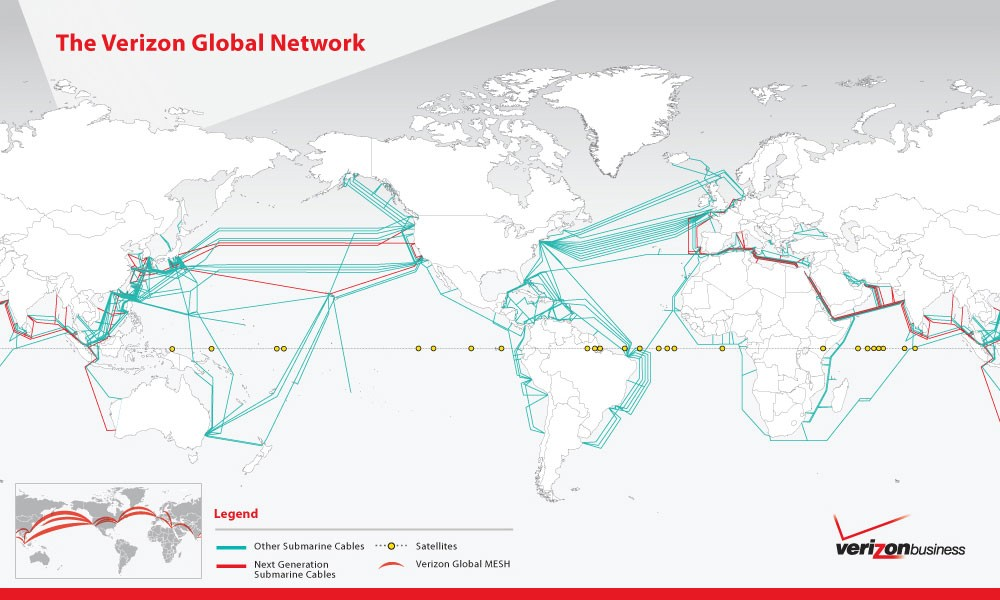 The Verizon Global Network
Legend
Other Submarine Cables
Satellites
Next Generation
Submarine Cables
Verizon Global MESH
verizonbusiness